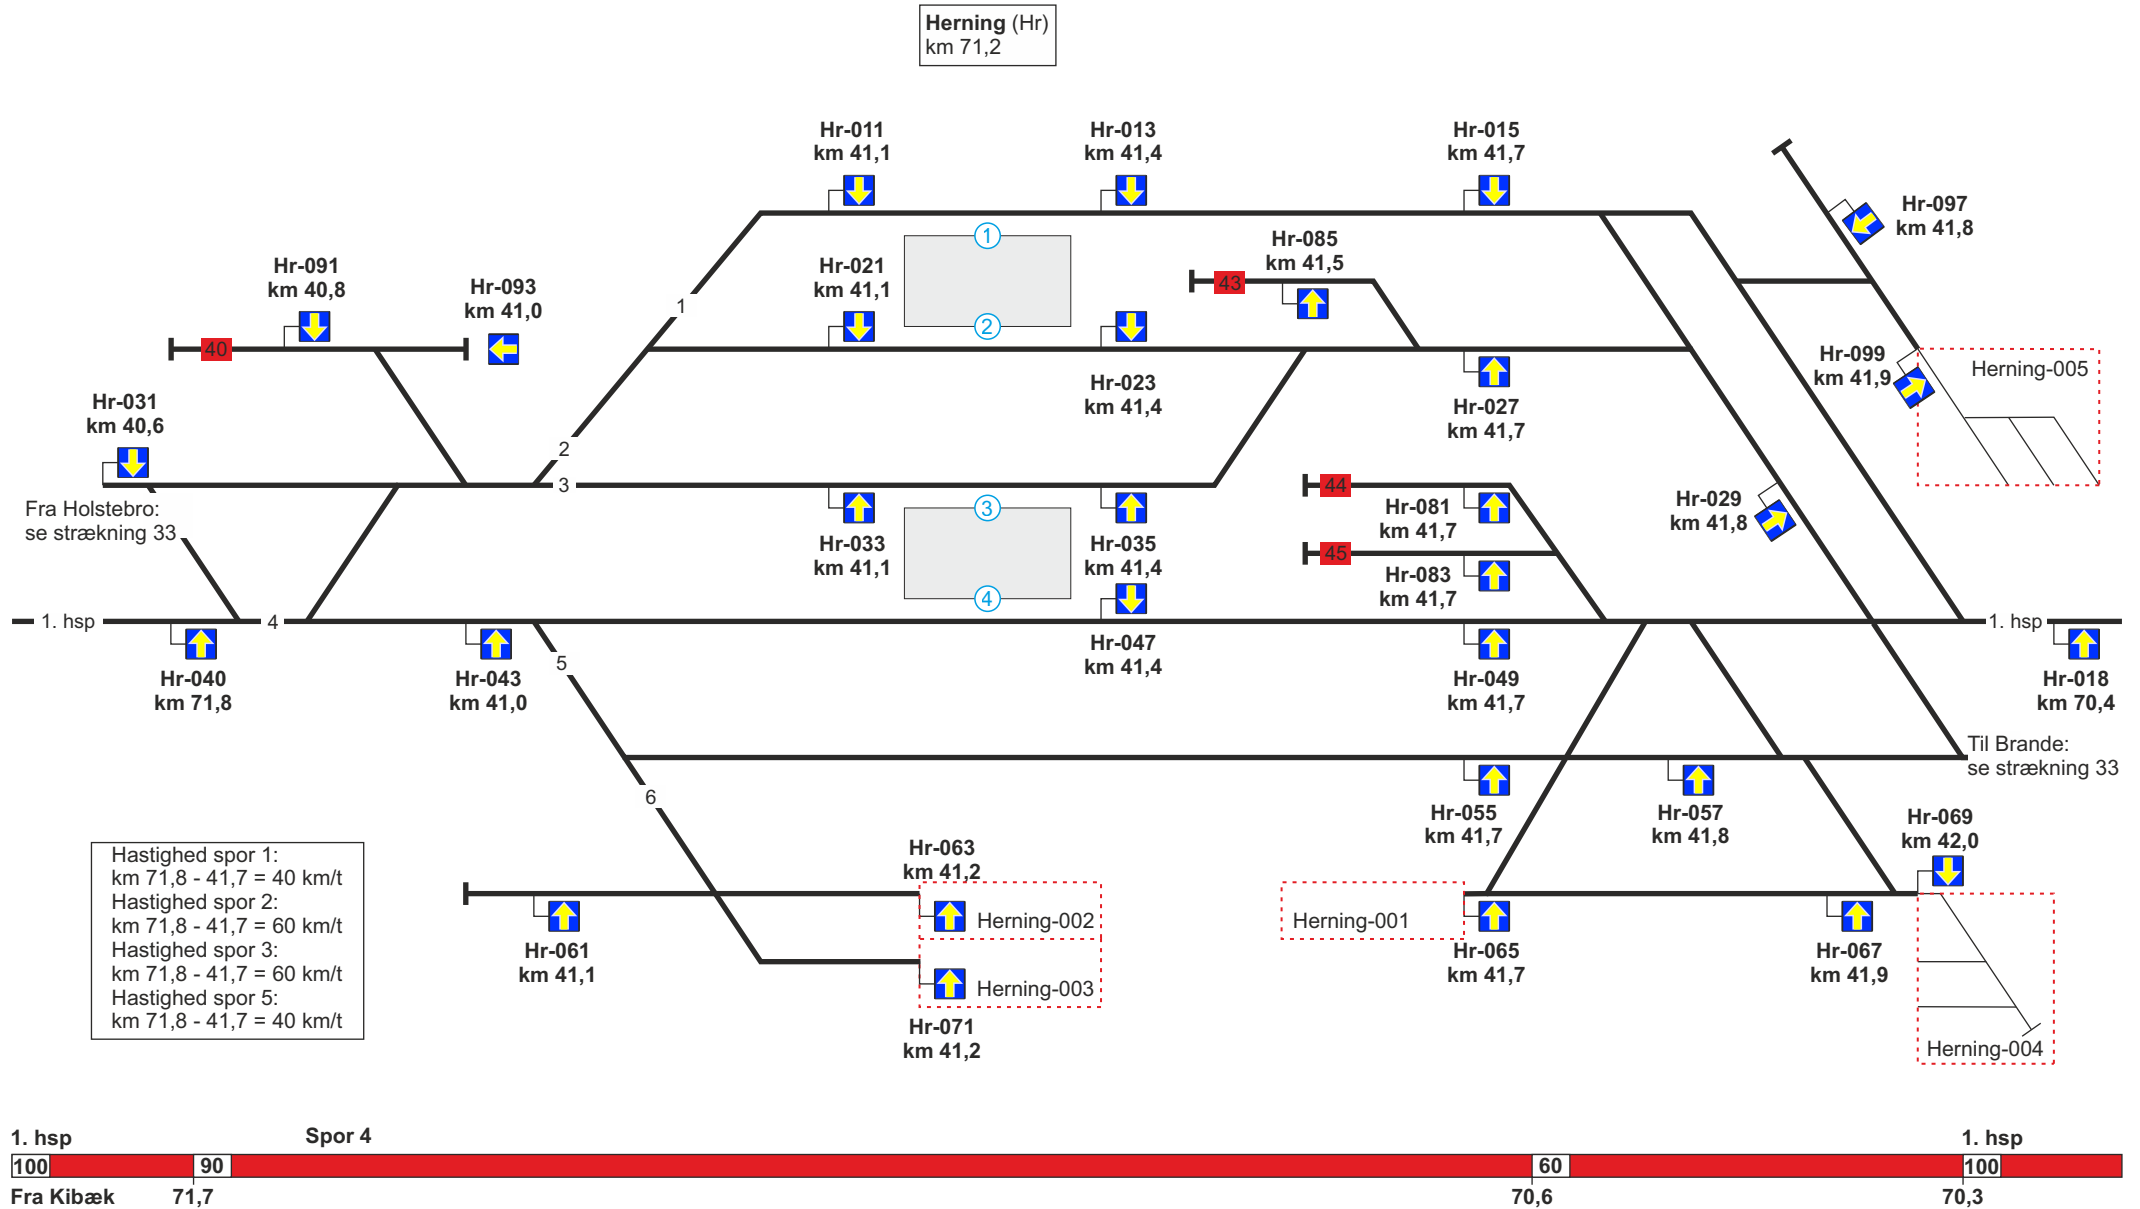 Herning (Hr)
km 71,2
Hr-011
km 41,1
Hr-013
km 41,4
Hr-015
km 41,7
Hr-097
km 41,8
1
Hr-085
km 41,5
43
Hr-091
km 40,8
Hr-093
km 41,0
1
Hr-021
km 41,1
2
40
Hr-023
km 41,4
Hr-027
km 41,7
Hr-099
km 41,9
Herning-005
Hr-031
km 40,6
2
3
Fra Holstebro:
se strækning 33
Hr-033
km 41,1
3
Hr-035
km 41,4
44
Hr-081
km 41,7
45
Hr-083
km 41,7
Hr-029
km 41,8
4
1. hsp
4
1. hsp
Hr-040
km 71,8
Hr-043
km 41,0
5
Hr-047
km 41,4
Hr-049
km 41,7
Hr-018
km 70,4
Til Brande:
se strækning 33
6
Hr-055
km 41,7
Hr-057
km 41,8
Hr-069
km 42,0
Hastighed spor 1:
km 71,8 - 41,7 = 40 km/t
Hastighed spor 2:
km 71,8 - 41,7 = 60 km/t
Hastighed spor 3:
km 71,8 - 41,7 = 60 km/t
Hastighed spor 5:
km 71,8 - 41,7 = 40 km/t
Hr-063
km 41,2
Herning-002
Hr-061
km 41,1
Herning-003
Hr-071
km 41,2
Herning-001
Hr-065
km 41,7
Hr-067
km 41,9
Herning-004
1. hsp
Spor 4
1. hsp
100
90
60
100
Fra Kibæk
71,7
70,6
70,3